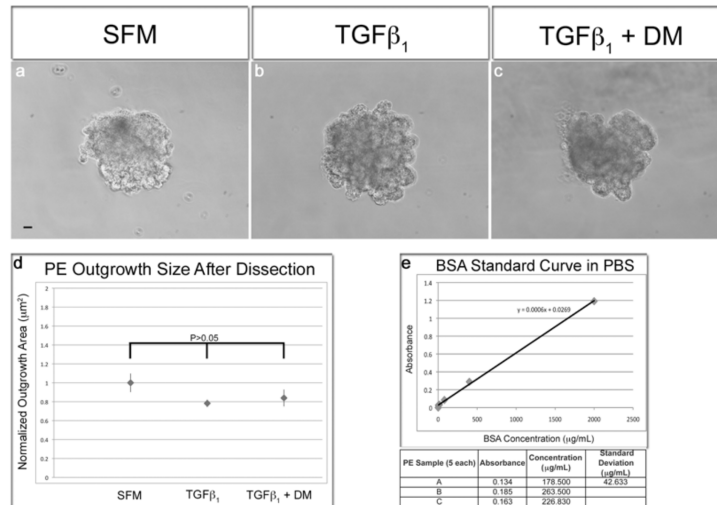 SFM
TGFβ₁
TGFβ₁ + DM
a
b
c
d
PE Outgrowth Size After Dissection
Normalized Outgrowth Area (μm²)
2
1.8
1.6
1.4
1.2
1
0.8
0.6
0.4
0.2
0
P>0.05
SFM
TGFβ₁
TGFβ₁ + DM
e
BSA Standard Curve in PBS
Absorbance
1.4
1.2
1
0.8
0.6
0.4
0.2
0
y = 0.0006x + 0.0269
0
500
1000
1500
2000
2500
BSA Concentration (μg/mL)
PE Sample (5 each) Absorbance Concentration (μg/mL) Standard Deviation (μg/mL)
A 0.134 178.500 42.633
B 0.185 263.500
C 0.163 226.830